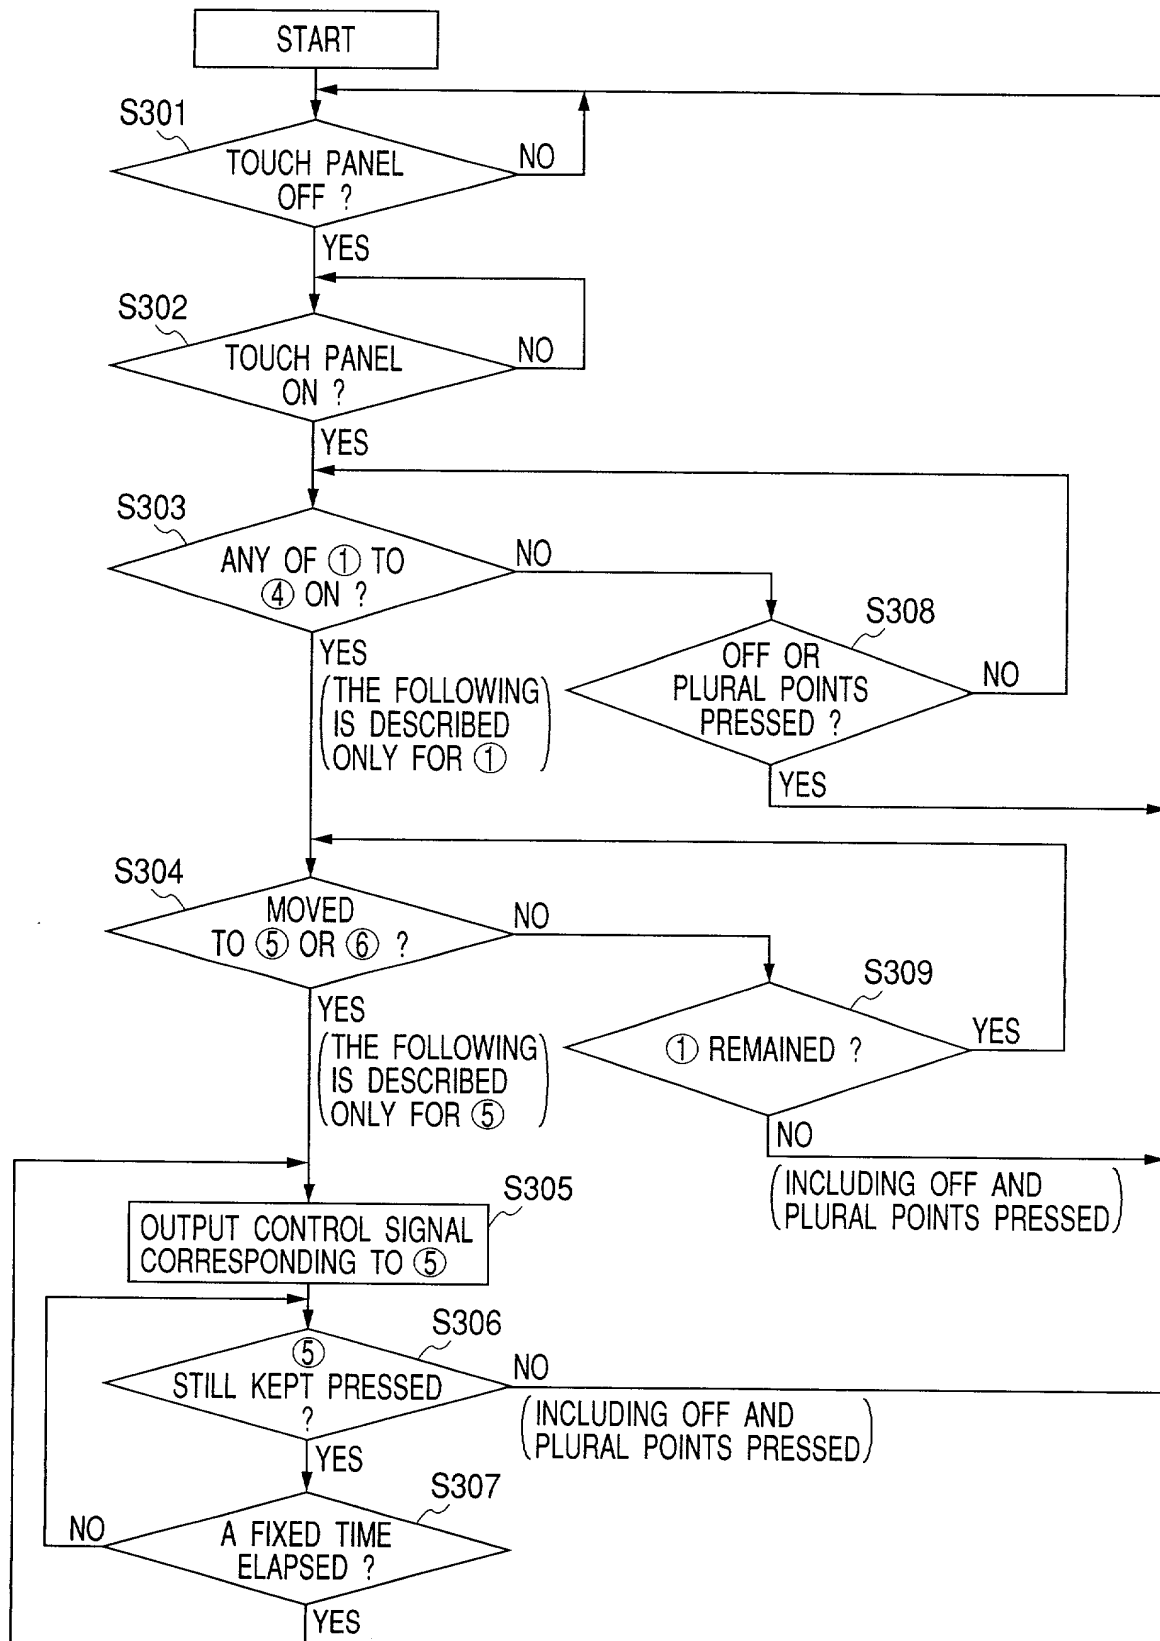 START
S301
TOUCH PANEL
OFF ?
NO
YES
S302
TOUCH PANEL
ON ?
NO
YES
S303
ANY OF ① TO
④ ON ?
NO
YES
(THE FOLLOWING
IS DESCRIBED
ONLY FOR ①)
S308
OFF OR
PLURAL POINTS
PRESSED ?
NO
YES
S304
MOVED
TO ⑤ OR ⑥ ?
NO
YES
(THE FOLLOWING
IS DESCRIBED
ONLY FOR ⑤)
S309
① REMAINED ?
YES
NO
(INCLUDING OFF AND
PLURAL POINTS PRESSED)
S305
OUTPUT CONTROL SIGNAL
CORRESPONDING TO ⑤
S306
⑤
STILL KEPT PRESSED
?
NO
(INCLUDING OFF AND
PLURAL POINTS PRESSED)
YES
S307
A FIXED TIME
ELAPSED ?
NO
YES